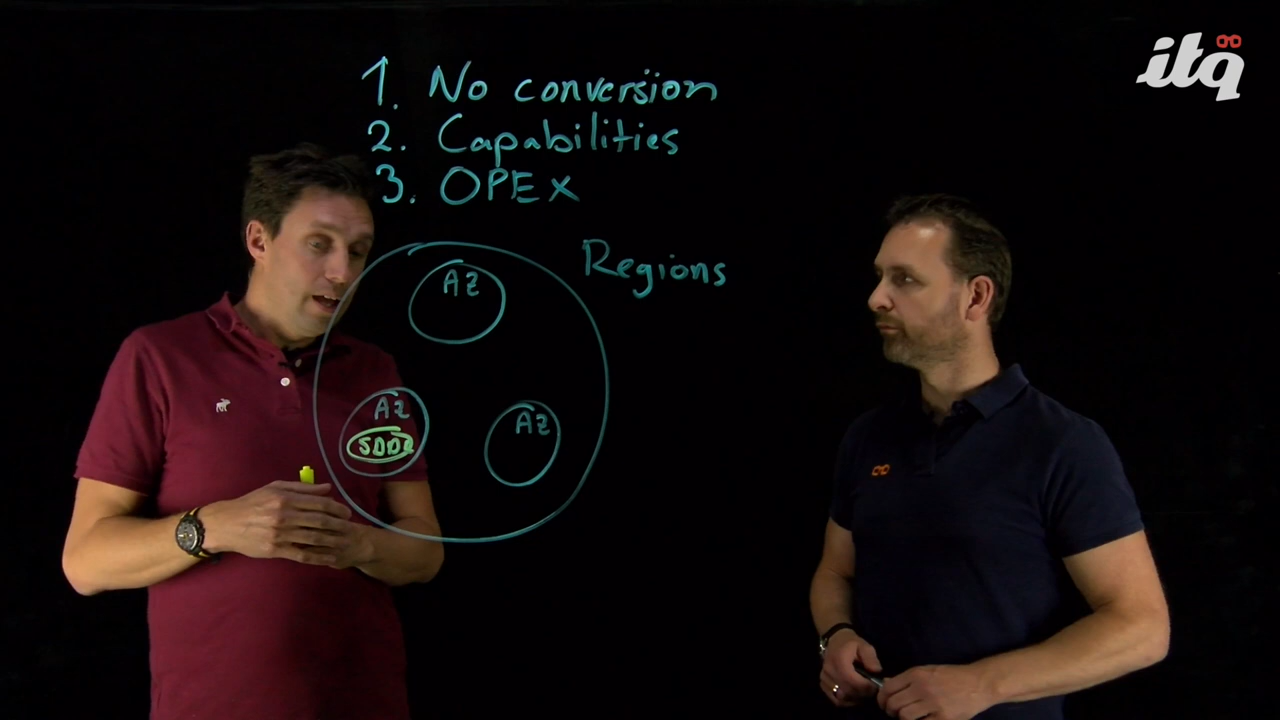 itq
1. No conversion
2. Capabilities
3. OPEX
Regions
AZ
AZ
SDDC
AZ